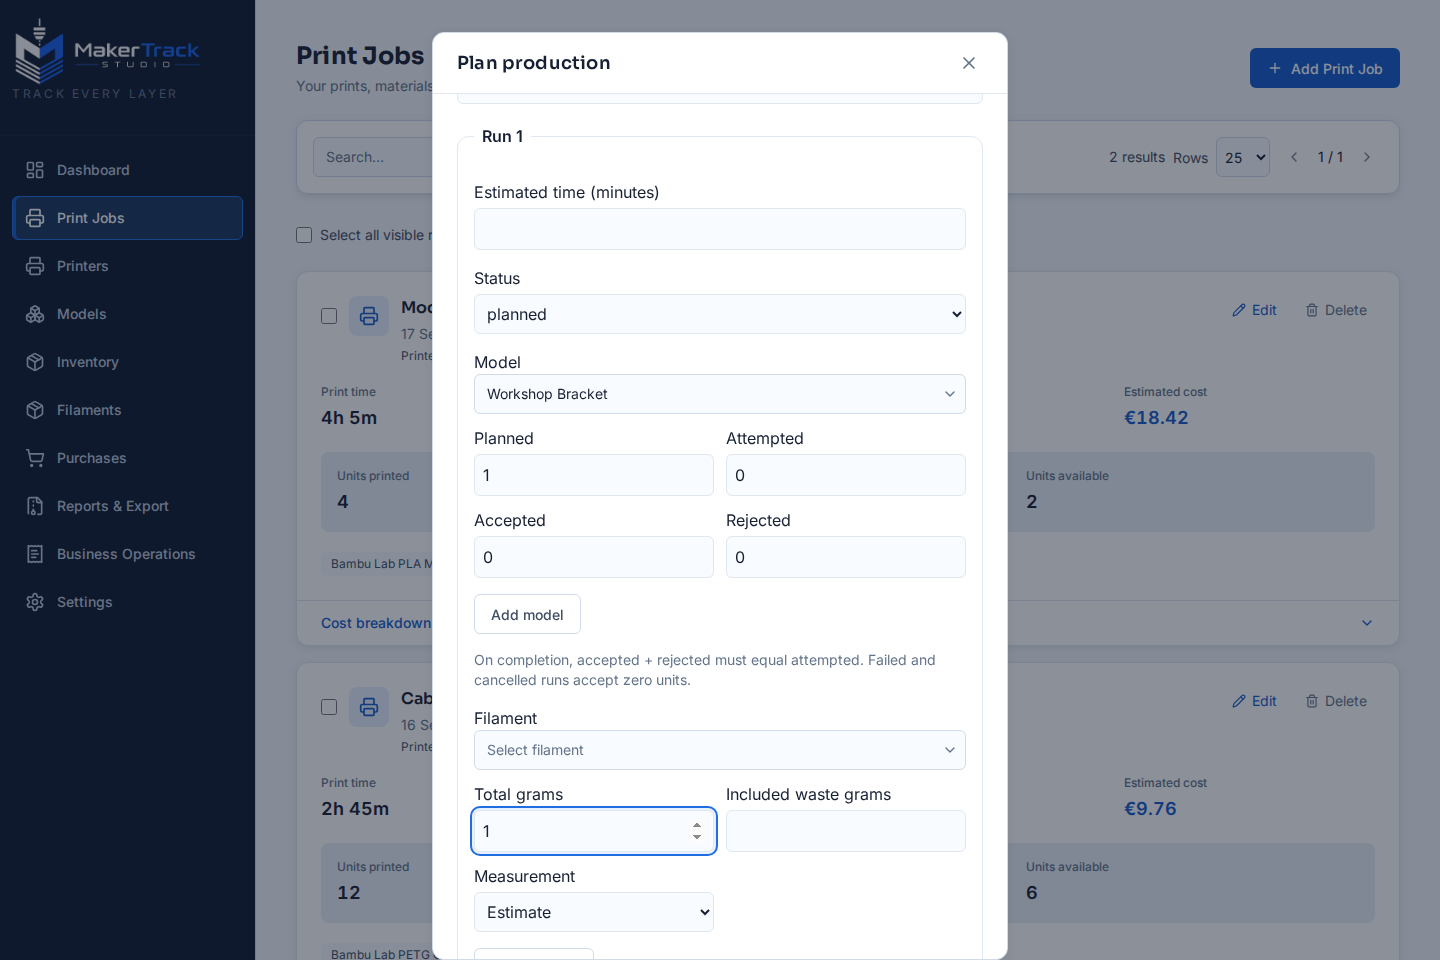 MakerTrack
STUDIO
TRACK EVERY LAYER
Dashboard
Print Jobs
Printers
Models
Inventory
Filaments
Purchases
Reports & Export
Business Operations
Settings
Print Jobs
Your prints, materials
Add Print Job
Search...
2 results
Rows
25
1 / 1
Select all visible
17 Se
Edit
Delete
Print time
4h 5m
Estimated cost
€18.42
Units printed
4
Units available
2
Bambu Lab PLA M
Cost breakdown
Cab
16 Se
Edit
Delete
Print time
2h 45m
Estimated cost
€9.76
Units printed
12
Units available
6
Bambu Lab PETG
Plan production
Run 1
Estimated time (minutes)
Status
planned
Model
Workshop Bracket
Planned
Attempted
1
0
Accepted
Rejected
0
0
Add model
On completion, accepted + rejected must equal attempted. Failed and
cancelled runs accept zero units.
Filament
Select filament
Total grams
Included waste grams
1
Measurement
Estimate